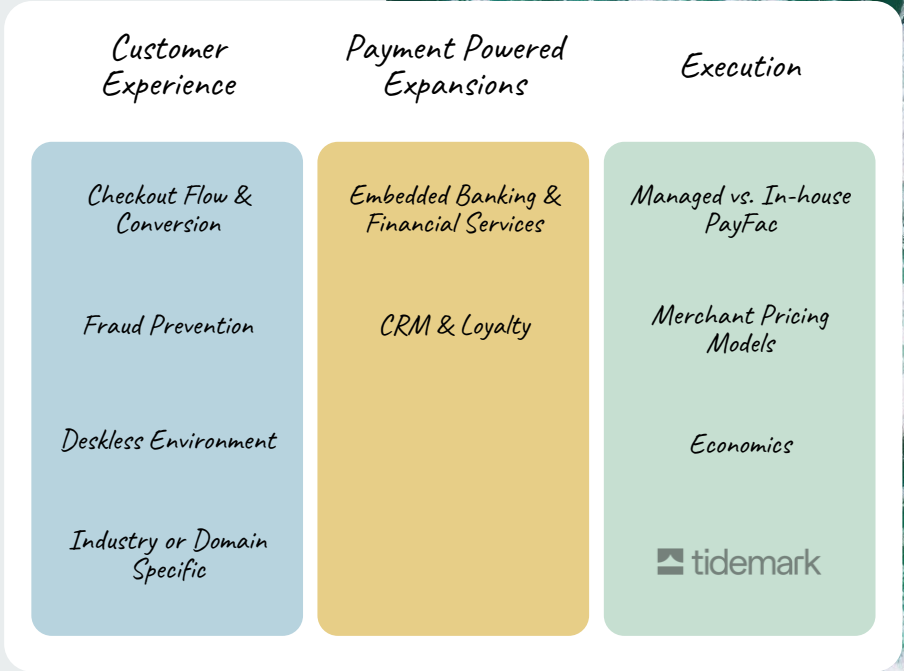 Customer
Experience
Payment Powered
Expansions
Execution
Checkout Flow &
Conversion
Fraud Prevention
Deskless Environment
Industry or Domain
Specific
Embedded Banking &
Financial Services
CRM & Loyalty
Managed vs. In-house
PayFac
Merchant Pricing
Models
Economics
tidemark